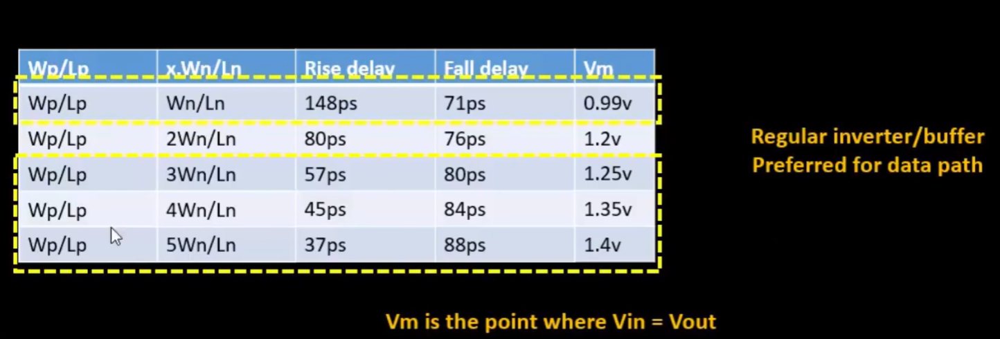 Wp/Lp x.Wn/Ln Rise delay Fall delay Vm
Wp/Lp Wn/Ln 148ps 71ps 0.99v
Wp/Lp 2Wn/Ln 80ps 76ps 1.2v
Wp/Lp 3Wn/Ln 57ps 80ps 1.25v
Wp/Lp 4Wn/Ln 45ps 84ps 1.35v
Wp/Lp 5Wn/Ln 37ps 88ps 1.4v
Regular inverter/buffer
Preferred for data path
Vm is the point where Vin = Vout